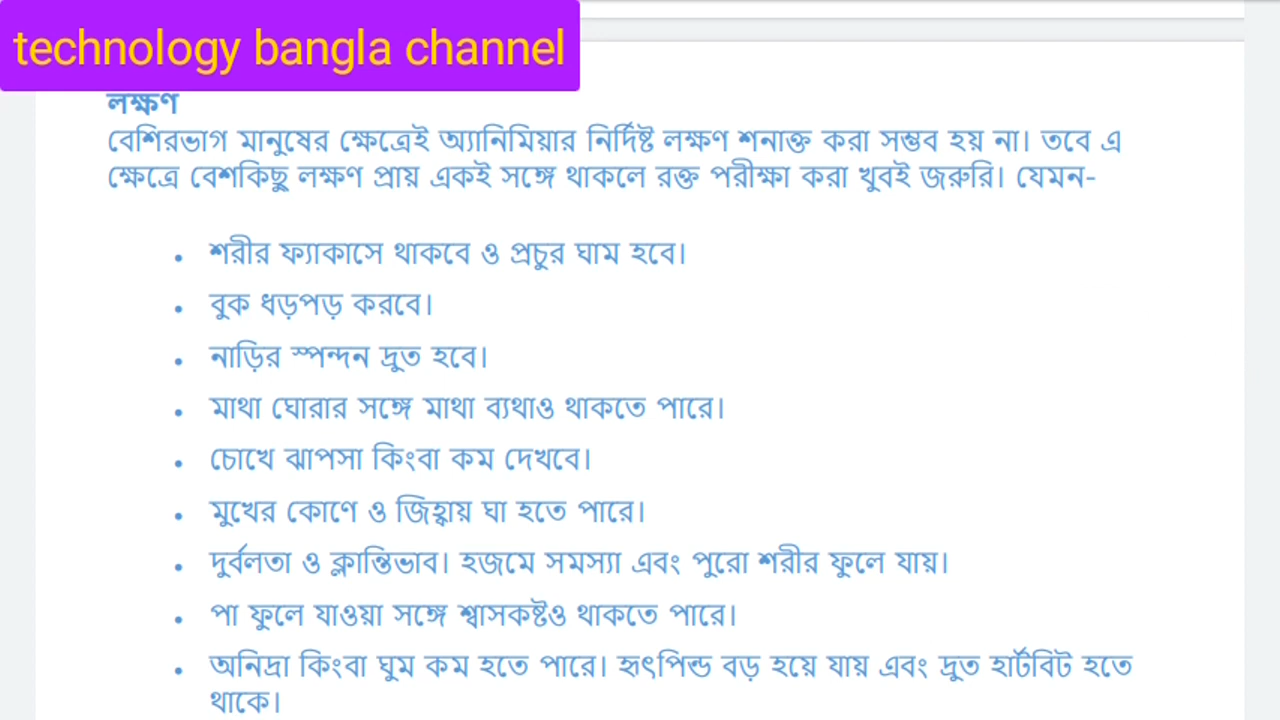 technology bangla channel
লক্ষণ
বেশিরভাগ মানুষের ক্ষেত্রেই অ্যানিমিয়ার নির্দিষ্ট লক্ষণ শনাক্ত করা সম্ভব হয় না। তবে এ
ক্ষেত্রে বেশকিছু লক্ষণ প্রায় একই সঙ্গে থাকলে রক্ত পরীক্ষা করা খুবই জরুরি। যেমন-
• শরীর ফ্যাকাসে থাকবে ও প্রচুর ঘাম হবে।
• বুক ধড়পড় করবে।
• নাড়ির স্পন্দন দ্রুত হবে।
• মাথা ঘোরার সঙ্গে মাথা ব্যথাও থাকতে পারে।
• চোখে ঝাপসা কিংবা কম দেখবে।
• মুখের কোণে ও জিহ্বায় ঘা হতে পারে।
• দুর্বলতা ও ক্লান্তিভাব। হজমে সমস্যা এবং পুরো শরীর ফুলে যায়।
• পা ফুলে যাওয়া সঙ্গে শ্বাসকষ্টও থাকতে পারে।
• অনিদ্রা কিংবা ঘুম কম হতে পারে। হৃৎপিন্ড বড় হয়ে যায় এবং দ্রুত হার্টবিট হতে
থাকে।